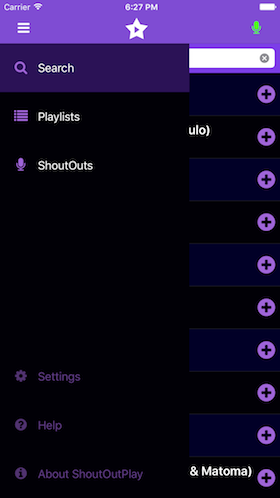 Carrier 6:27 PM
Search
ulo)
Playlists
ShoutOuts
Settings
Help
About ShoutOutPlay
& Matoma)